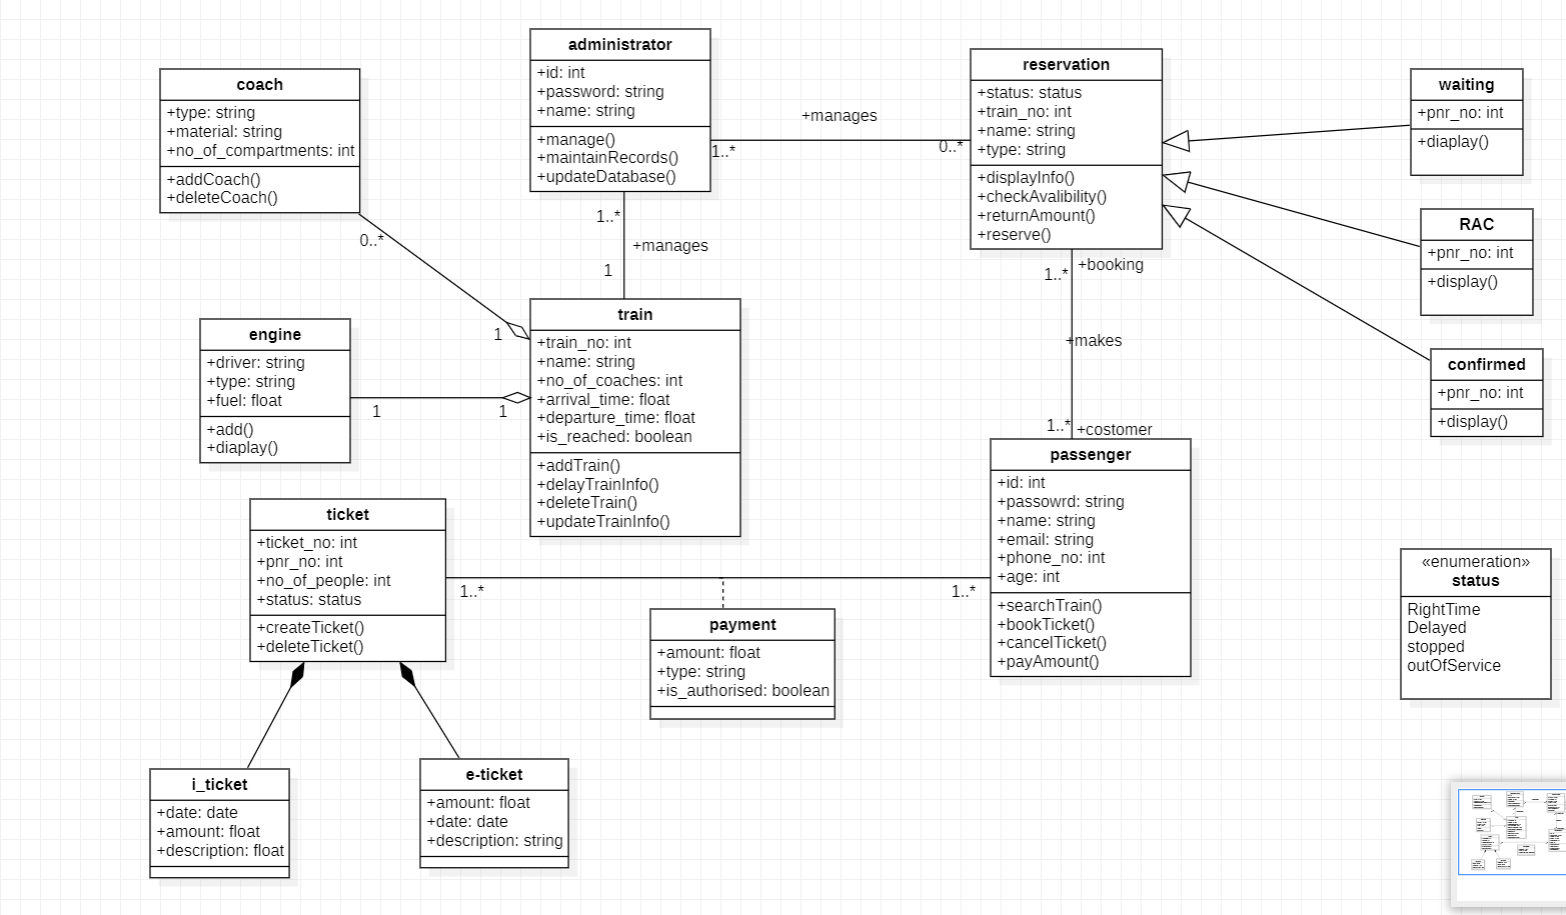 administrator
+id: int
+password: string
+name: string
+manage()
+maintainRecords()
+updateDatabase()
coach
+type: string
+material: string
+no_of_compartments: int
+addCoach()
+deleteCoach()
reservation
+status: status
+train_no: int
+name: string
+type: string
+displayInfo()
+checkAvalibility()
+returnAmount()
+reserve()
waiting
+pnr_no: int
+diaplay()
+manages
1..*
0..*
RAC
+pnr_no: int
+display()
1..*
+manages
1
0..*
1
+booking
1..*
+makes
1..*
+costomer
confirmed
+pnr_no: int
+display()
engine
+driver: string
+type: string
+fuel: float
+add()
+diaplay()
1
1
train
+train_no: int
+name: string
+no_of_coaches: int
+arrival_time: float
+departure_time: float
+is_reached: boolean
+addTrain()
+delayTrainInfo()
+deleteTrain()
+updateTrainInfo()
passenger
+id: int
+passowrd: string
+name: string
+email: string
+phone_no: int
+age: int
+searchTrain()
+bookTicket()
+cancelTicket()
+payAmount()
ticket
+ticket_no: int
+pnr_no: int
+no_of_people: int
+status: status
+createTicket()
+deleteTicket()
1..*
1..*
payment
+amount: float
+type: string
+is_authorised: boolean
«enumeration»
status
RightTime
Delayed
stopped
outOfService
i_ticket
+date: date
+amount: float
+description: float
e-ticket
+amount: float
+date: date
+description: string